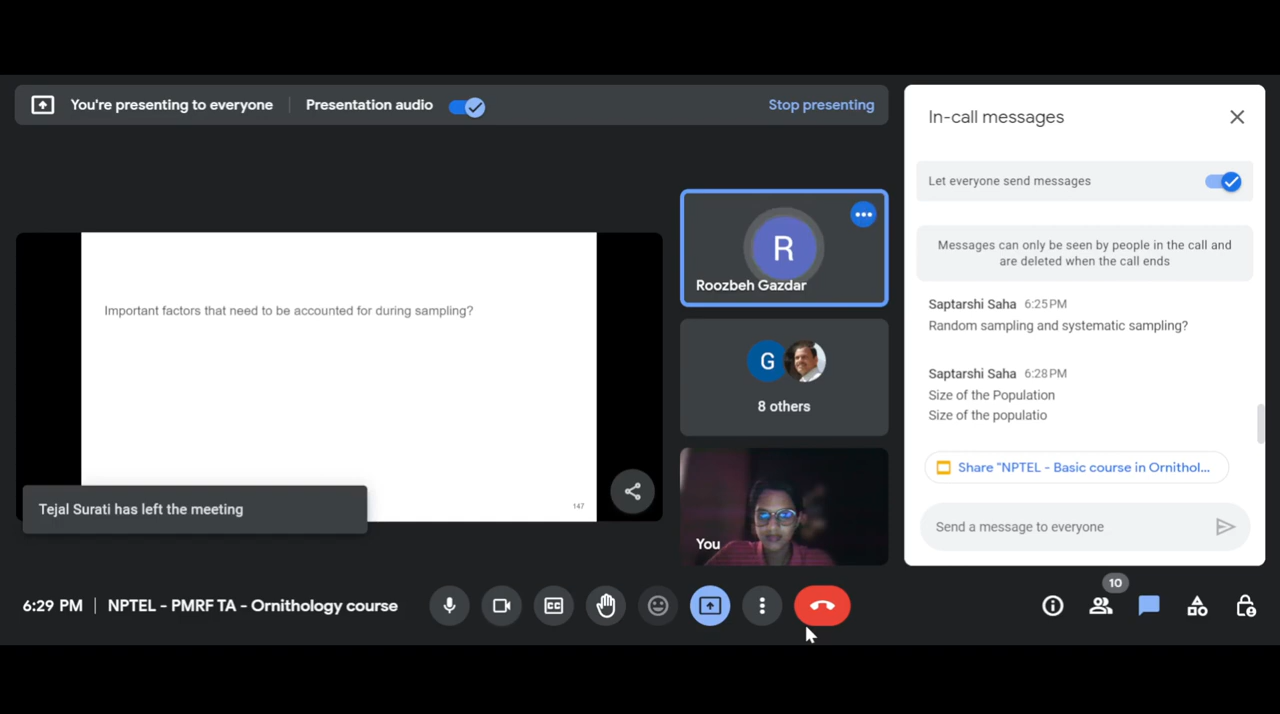 You're presenting to everyone
Presentation audio
Stop presenting
Important factors that need to be accounted for during sampling?
147
Tejal Surati has left the meeting
R
Roozbeh Gazdar
G
8 others
You
In-call messages
Let everyone send messages
Messages can only be seen by people in the call and
are deleted when the call ends
Saptarshi Saha 6:25 PM
Random sampling and systematic sampling?
Saptarshi Saha 6:28 PM
Size of the Population
Size of the populatio
Share "NPTEL - Basic course in Ornithol...
Send a message to everyone
6:29 PM | NPTEL - PMRF TA - Ornithology course
CC
10